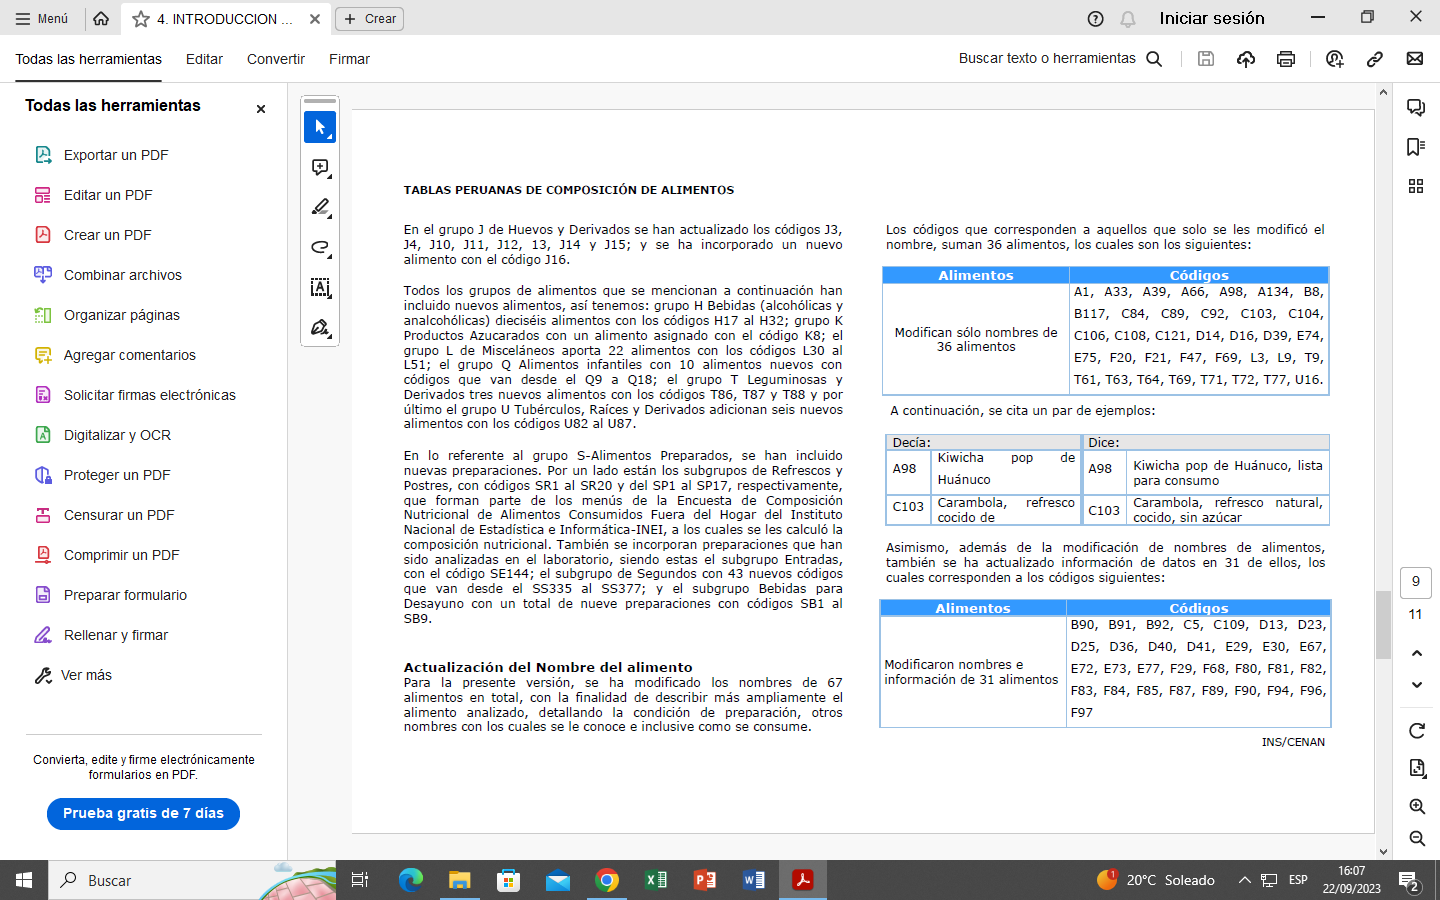 Menú
4. INTRODUCCION ...
Crear
Iniciar sesión
Todas las herramientas
Editar
Convertir
Firmar
Buscar texto o herramientas
Todas las herramientas
Exportar un PDF
Editar un PDF
Crear un PDF
Combinar archivos
Organizar páginas
Agregar comentarios
Solicitar firmas electrónicas
Digitalizar y OCR
Proteger un PDF
Censurar un PDF
Comprimir un PDF
Preparar formulario
Rellenar y firmar
Ver más
Convierta, edite y firme electrónicamente
formularios en PDF.
Prueba gratis de 7 días
TABLAS PERUANAS DE COMPOSICIÓN DE ALIMENTOS
En el grupo J de Huevos y Derivados se han actualizado los códigos J3,
J4, J10, J11, J12, 13, J14 y J15; y se ha incorporado un nuevo
alimento con el código J16.
Todos los grupos de alimentos que se mencionan a continuación han
incluido nuevos alimentos, así tenemos: grupo H Bebidas (alcohólicas y
analcohólicas) dieciséis alimentos con los códigos H17 al H32; grupo K
Productos Azucarados con un alimento asignado con el código K8; el
grupo L de Misceláneos aporta 22 alimentos con los códigos L30 al
L51; el grupo Q Alimentos infantiles con 10 alimentos nuevos con
códigos que van desde el Q9 a Q18; el grupo T Leguminosas y
Derivados tres nuevos alimentos con los códigos T86, T87 y T88 y por
último el grupo U Tubérculos, Raíces y Derivados adicionan seis nuevos
alimentos con los códigos U82 al U87.
En lo referente al grupo S-Alimentos Preparados, se han incluido
nuevas preparaciones. Por un lado están los subgrupos de Refrescos y
Postres, con códigos SR1 al SR20 y del SP1 al SP17, respectivamente,
que forman parte de los menús de la Encuesta de Composición
Nutricional de Alimentos Consumidos Fuera del Hogar del Instituto
Nacional de Estadística e Informática-INEI, a los cuales se les calculó la
composición nutricional. También se incorporan preparaciones que han
sido analizadas en el laboratorio, siendo estas el subgrupo Entradas,
con el código SE144; el subgrupo de Segundos con 43 nuevos códigos
que van desde el SS335 al SS377; y el subgrupo Bebidas para
Desayuno con un total de nueve preparaciones con códigos SB1 al
SB9.
Actualización del Nombre del alimento
Para la presente versión, se ha modificado los nombres de 67
alimentos en total, con la finalidad de describir más ampliamente el
alimento analizado, detallando la condición de preparación, otros
nombres con los cuales se le conoce e inclusive como se consume.
Los códigos que corresponden a aquellos que solo se les modificó el
nombre, suman 36 alimentos, los cuales son los siguientes:
Alimentos Códigos
Modifican sólo nombres de
36 alimentos
A1, A33, A39, A66, A98, A134, B8,
B117, C84, C89, C92, C103, C104,
C106, C108, C121, D14, D16, D39, E74,
E75, F20, F21, F47, F69, L3, L9, T9,
T61, T63, T64, T69, T71, T72, T77, U16.
A continuación, se cita un par de ejemplos:
Decía: Dice:
A98 Kiwicha pop de
Huánuco
A98 Kiwicha pop de Huánuco, lista
para consumo
C103 Carambola, refresco
cocido de
C103 Carambola, refresco natural,
cocido, sin azúcar
Asimismo, además de la modificación de nombres de alimentos,
también se ha actualizado información de datos en 31 de ellos, los
cuales corresponden a los códigos siguientes:
Alimentos Códigos
Modificaron nombres e
información de 31 alimentos
B90, B91, B92, C5, C109, D13, D23,
D25, D36, D40, D41, E29, E30, E67,
E72, E73, E77, F29, F68, F80, F81, F82,
F83, F84, F85, F87, F89, F90, F94, F96,
F97
INS/CENAN
9
11
Buscar
20°C Soleado
ESP
16:07
22/09/2023
2